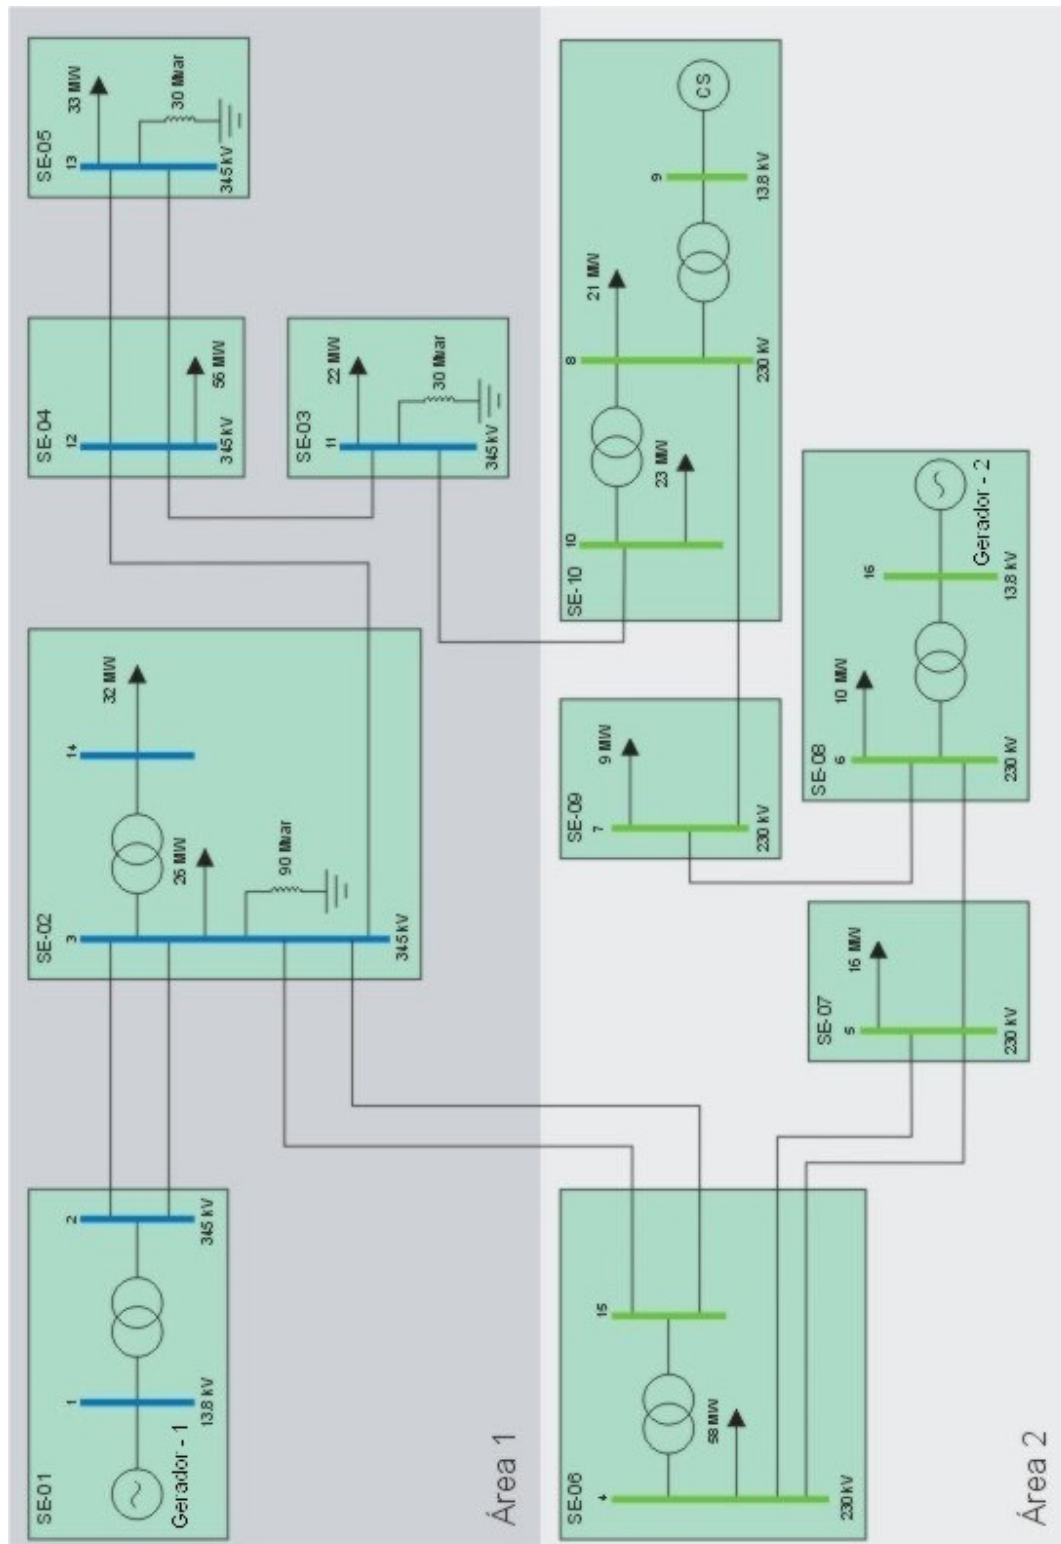 SE-01
Gerador - 1
1
13.8 kV
2
345 kV
SE-02
3
345 kV
26 MW
90 Mvar
14
32 MW
SE-04
12
345 kV
56 MW
SE-05
13
345 kV
33 MW
30 Mvar
SE-03
11
345 kV
22 MW
30 Mvar
Área 1
SE-06
4
230 kV
58 MW
15
SE-07
5
230 kV
16 MW
SE-09
7
230 kV
9 MW
SE-08
6
230 kV
10 MW
16
13.8 kV
Gerador - 2
SE-10
10
23 MW
8
230 kV
21 MW
9
13.8 kV
CS
Área 2